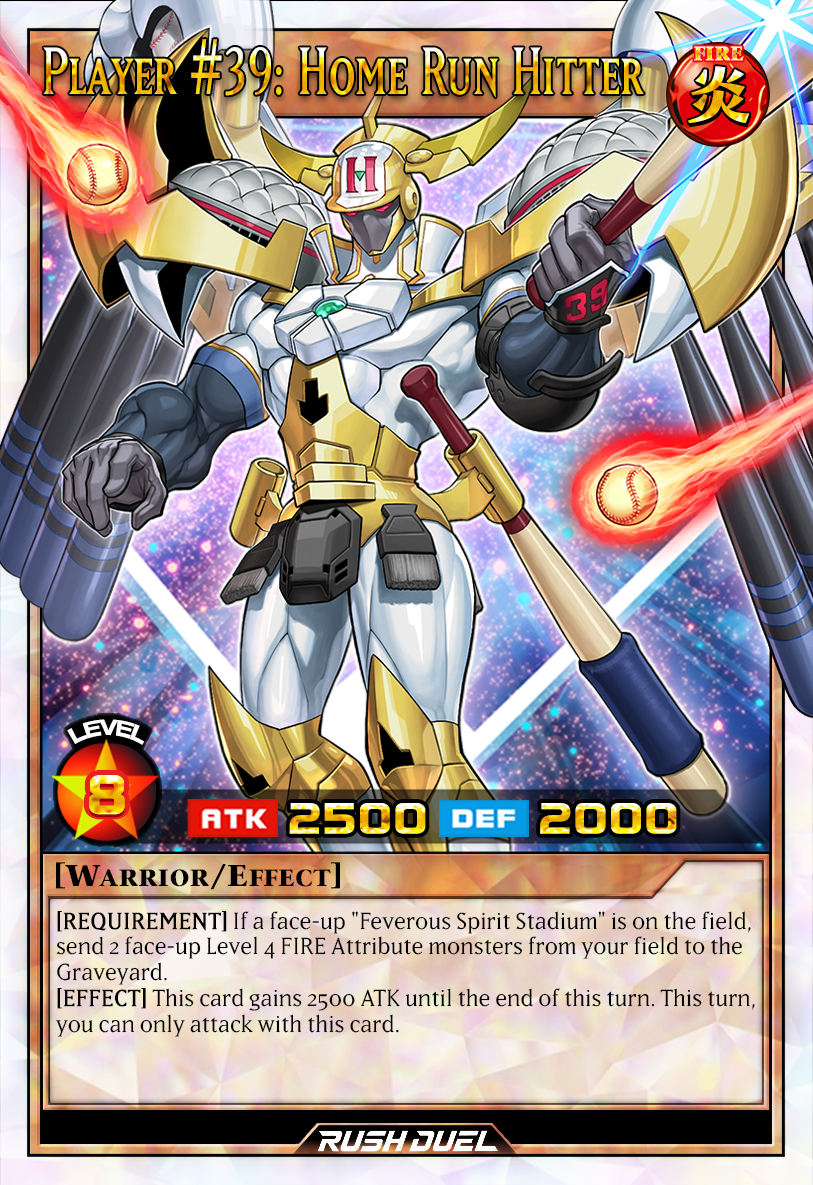 PLAYER #39: HOME RUN HITTER
FIRE
炎
H
39
LEVEL
8
ATK 2500 DEF 2000
[WARRIOR/EFFECT]
[REQUIREMENT] If a face-up "Feverous Spirit Stadium" is on the field,
send 2 face-up Level 4 FIRE Attribute monsters from your field to the
Graveyard.
[EFFECT] This card gains 2500 ATK until the end of this turn. This turn,
you can only attack with this card.
RUSH DUEL